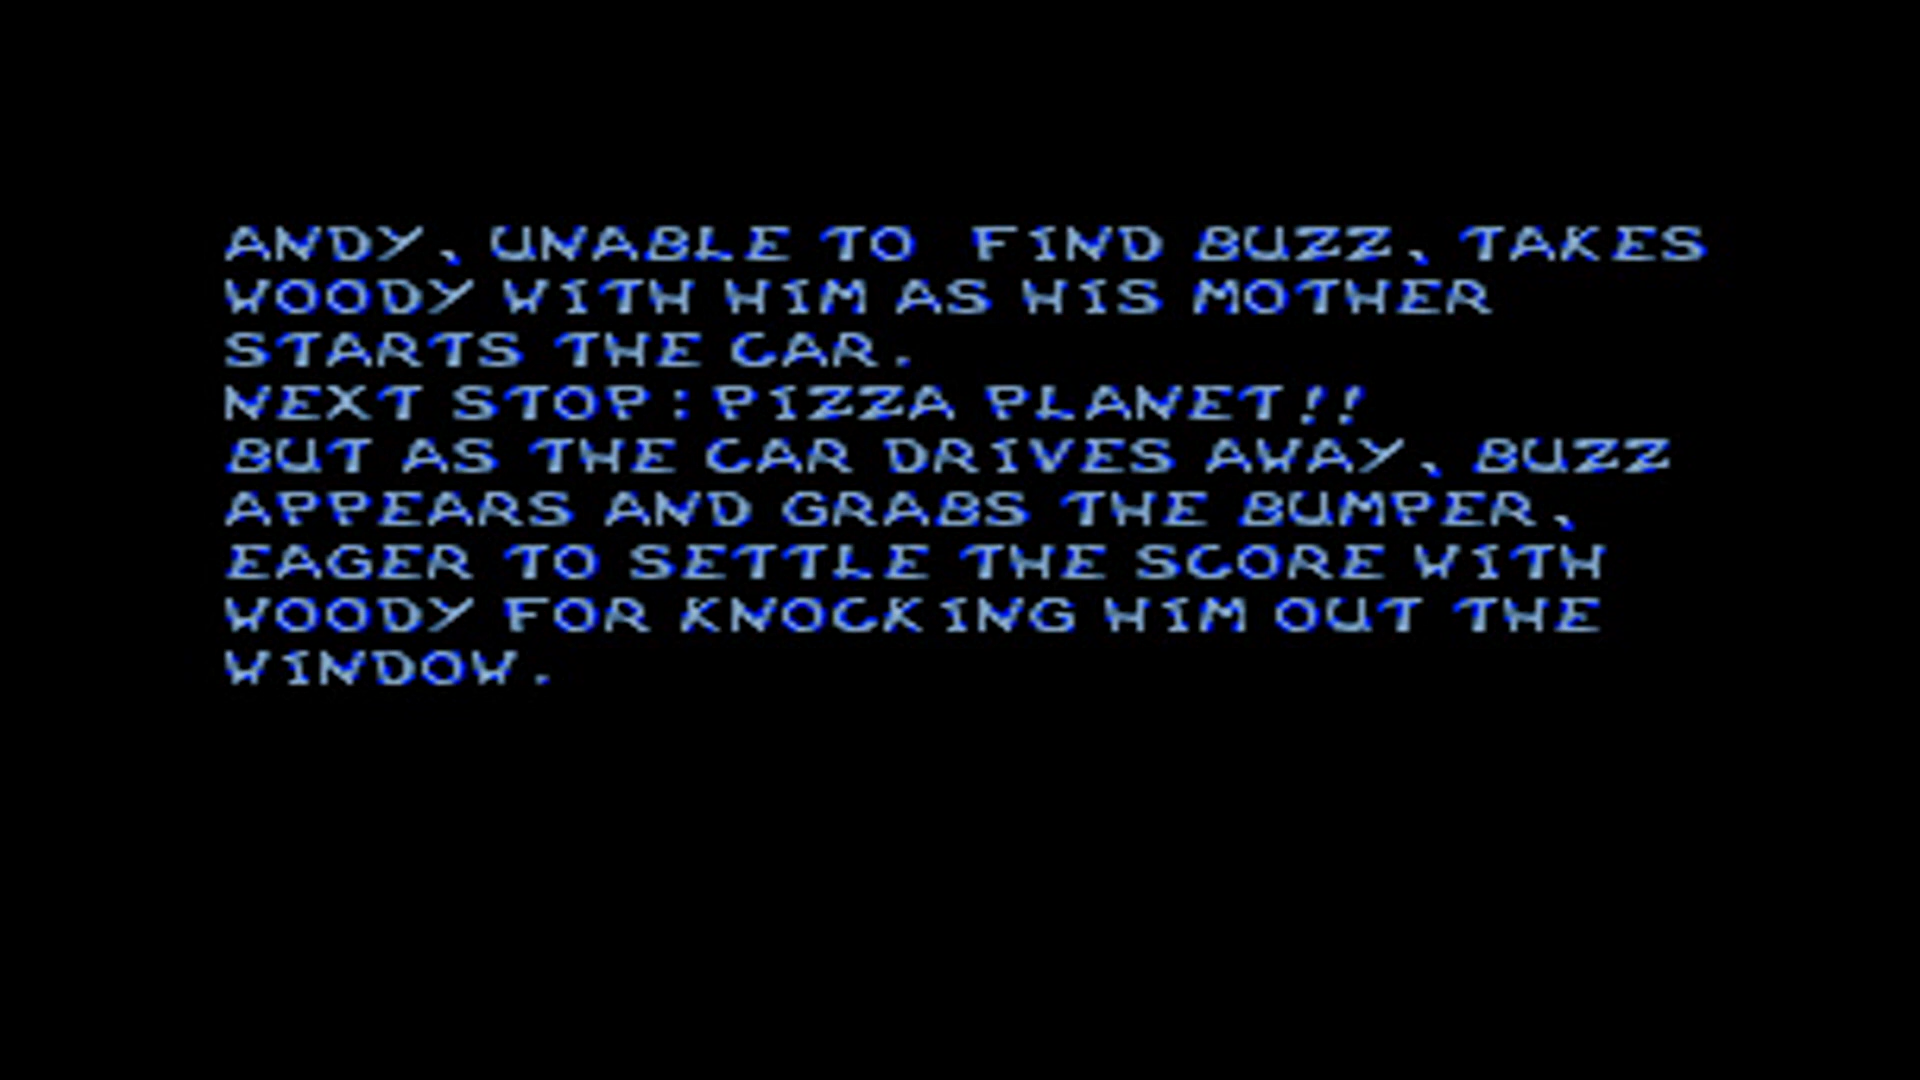 ANDY, UNABLE TO  FIND BUZZ, TAKES
WOODY WITH HIM AS HIS MOTHER
STARTS THE CAR.
NEXT STOP:PIZZA PLANET!!
BUT AS THE CAR DRIVES AWAY, BUZZ
APPEARS AND GRABS THE BUMPER,
EAGER TO SETTLE THE SCORE WITH
WOODY FOR KNOCKING HIM OUT THE
WINDOW.